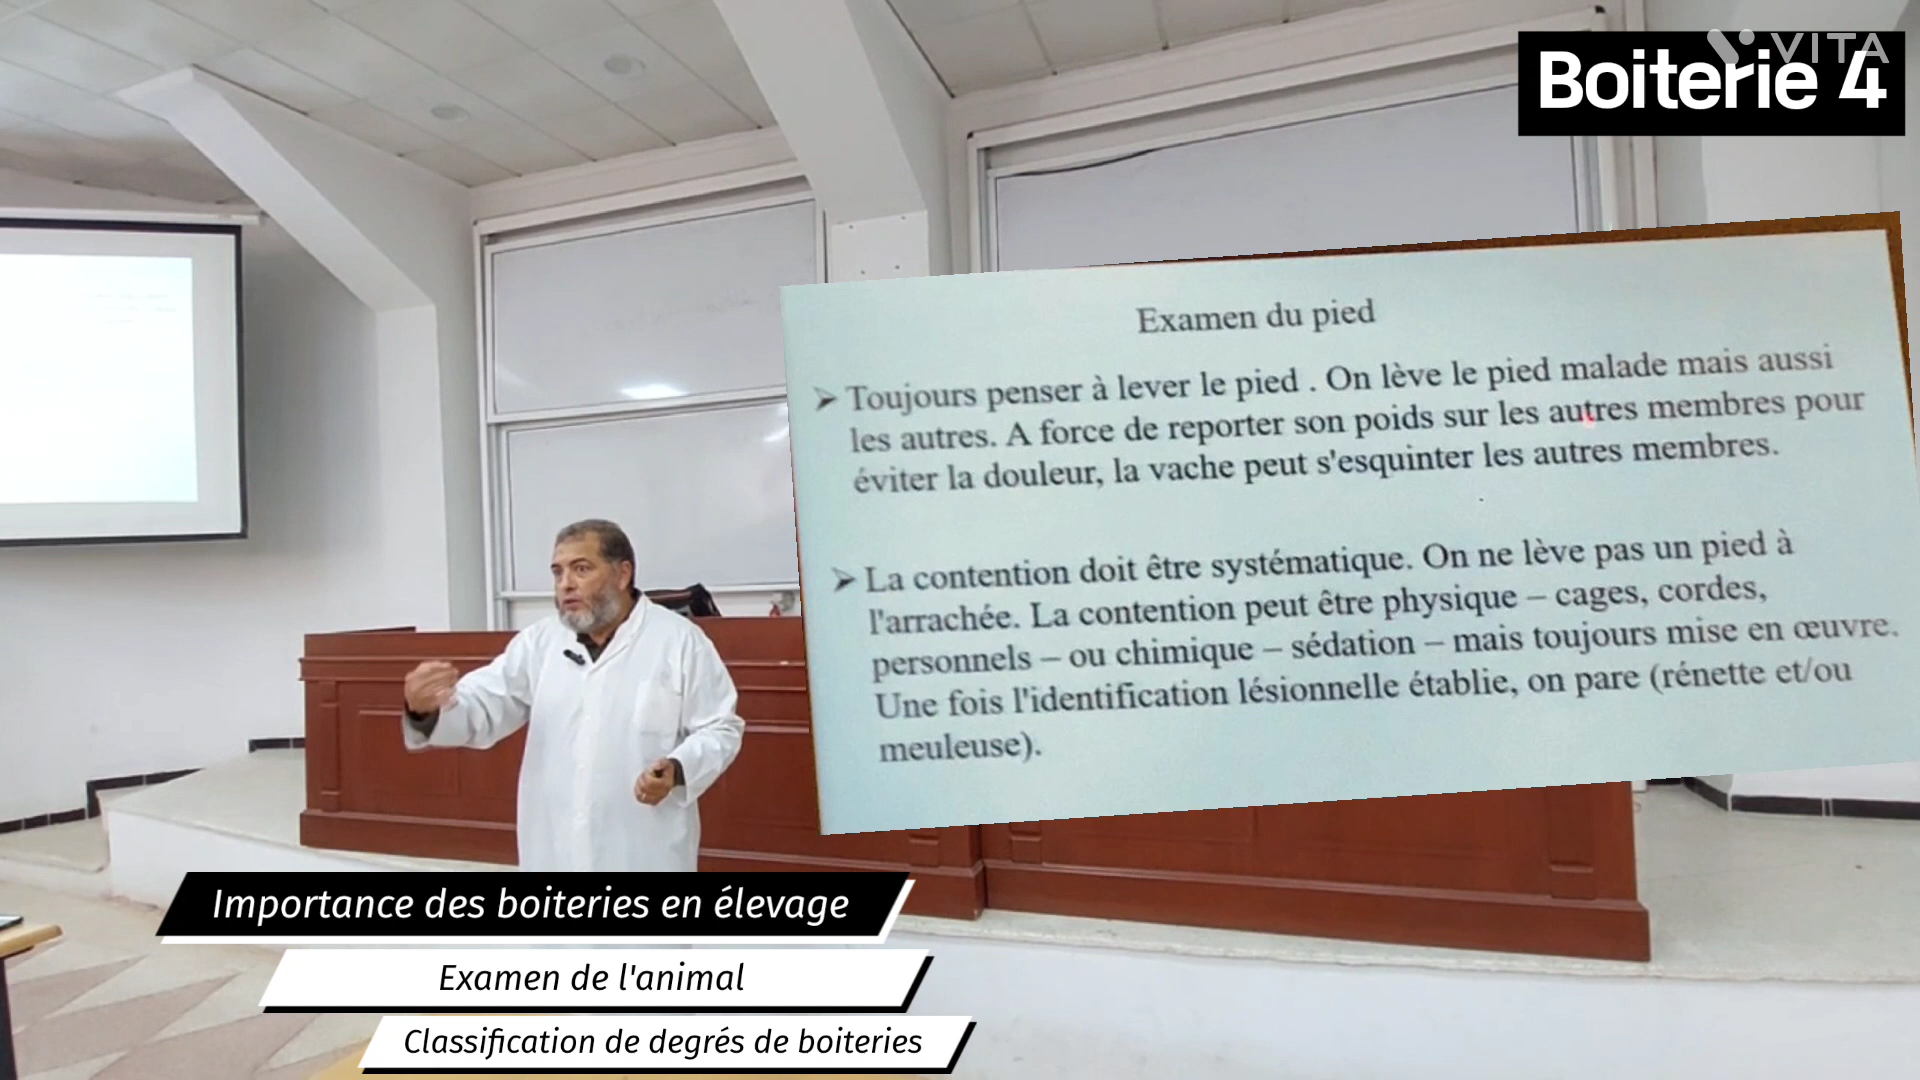 VITA
Boiterie 4
Examen du pied
➤ Toujours penser à lever le pied . On lève le pied malade mais aussi
les autres. A force de reporter son poids sur les autres membres pour
éviter la douleur, la vache peut s'esquinter les autres membres.
➤ La contention doit être systématique. On ne lève pas un pied à
l'arrachée. La contention peut être physique – cages, cordes,
personnels – ou chimique – sédation – mais toujours mise en œuvre.
Une fois l'identification lésionnelle établie, on pare (rénette et/ou
meuleuse).
Importance des boiteries en élevage
Examen de l'animal
Classification de degrés de boiteries